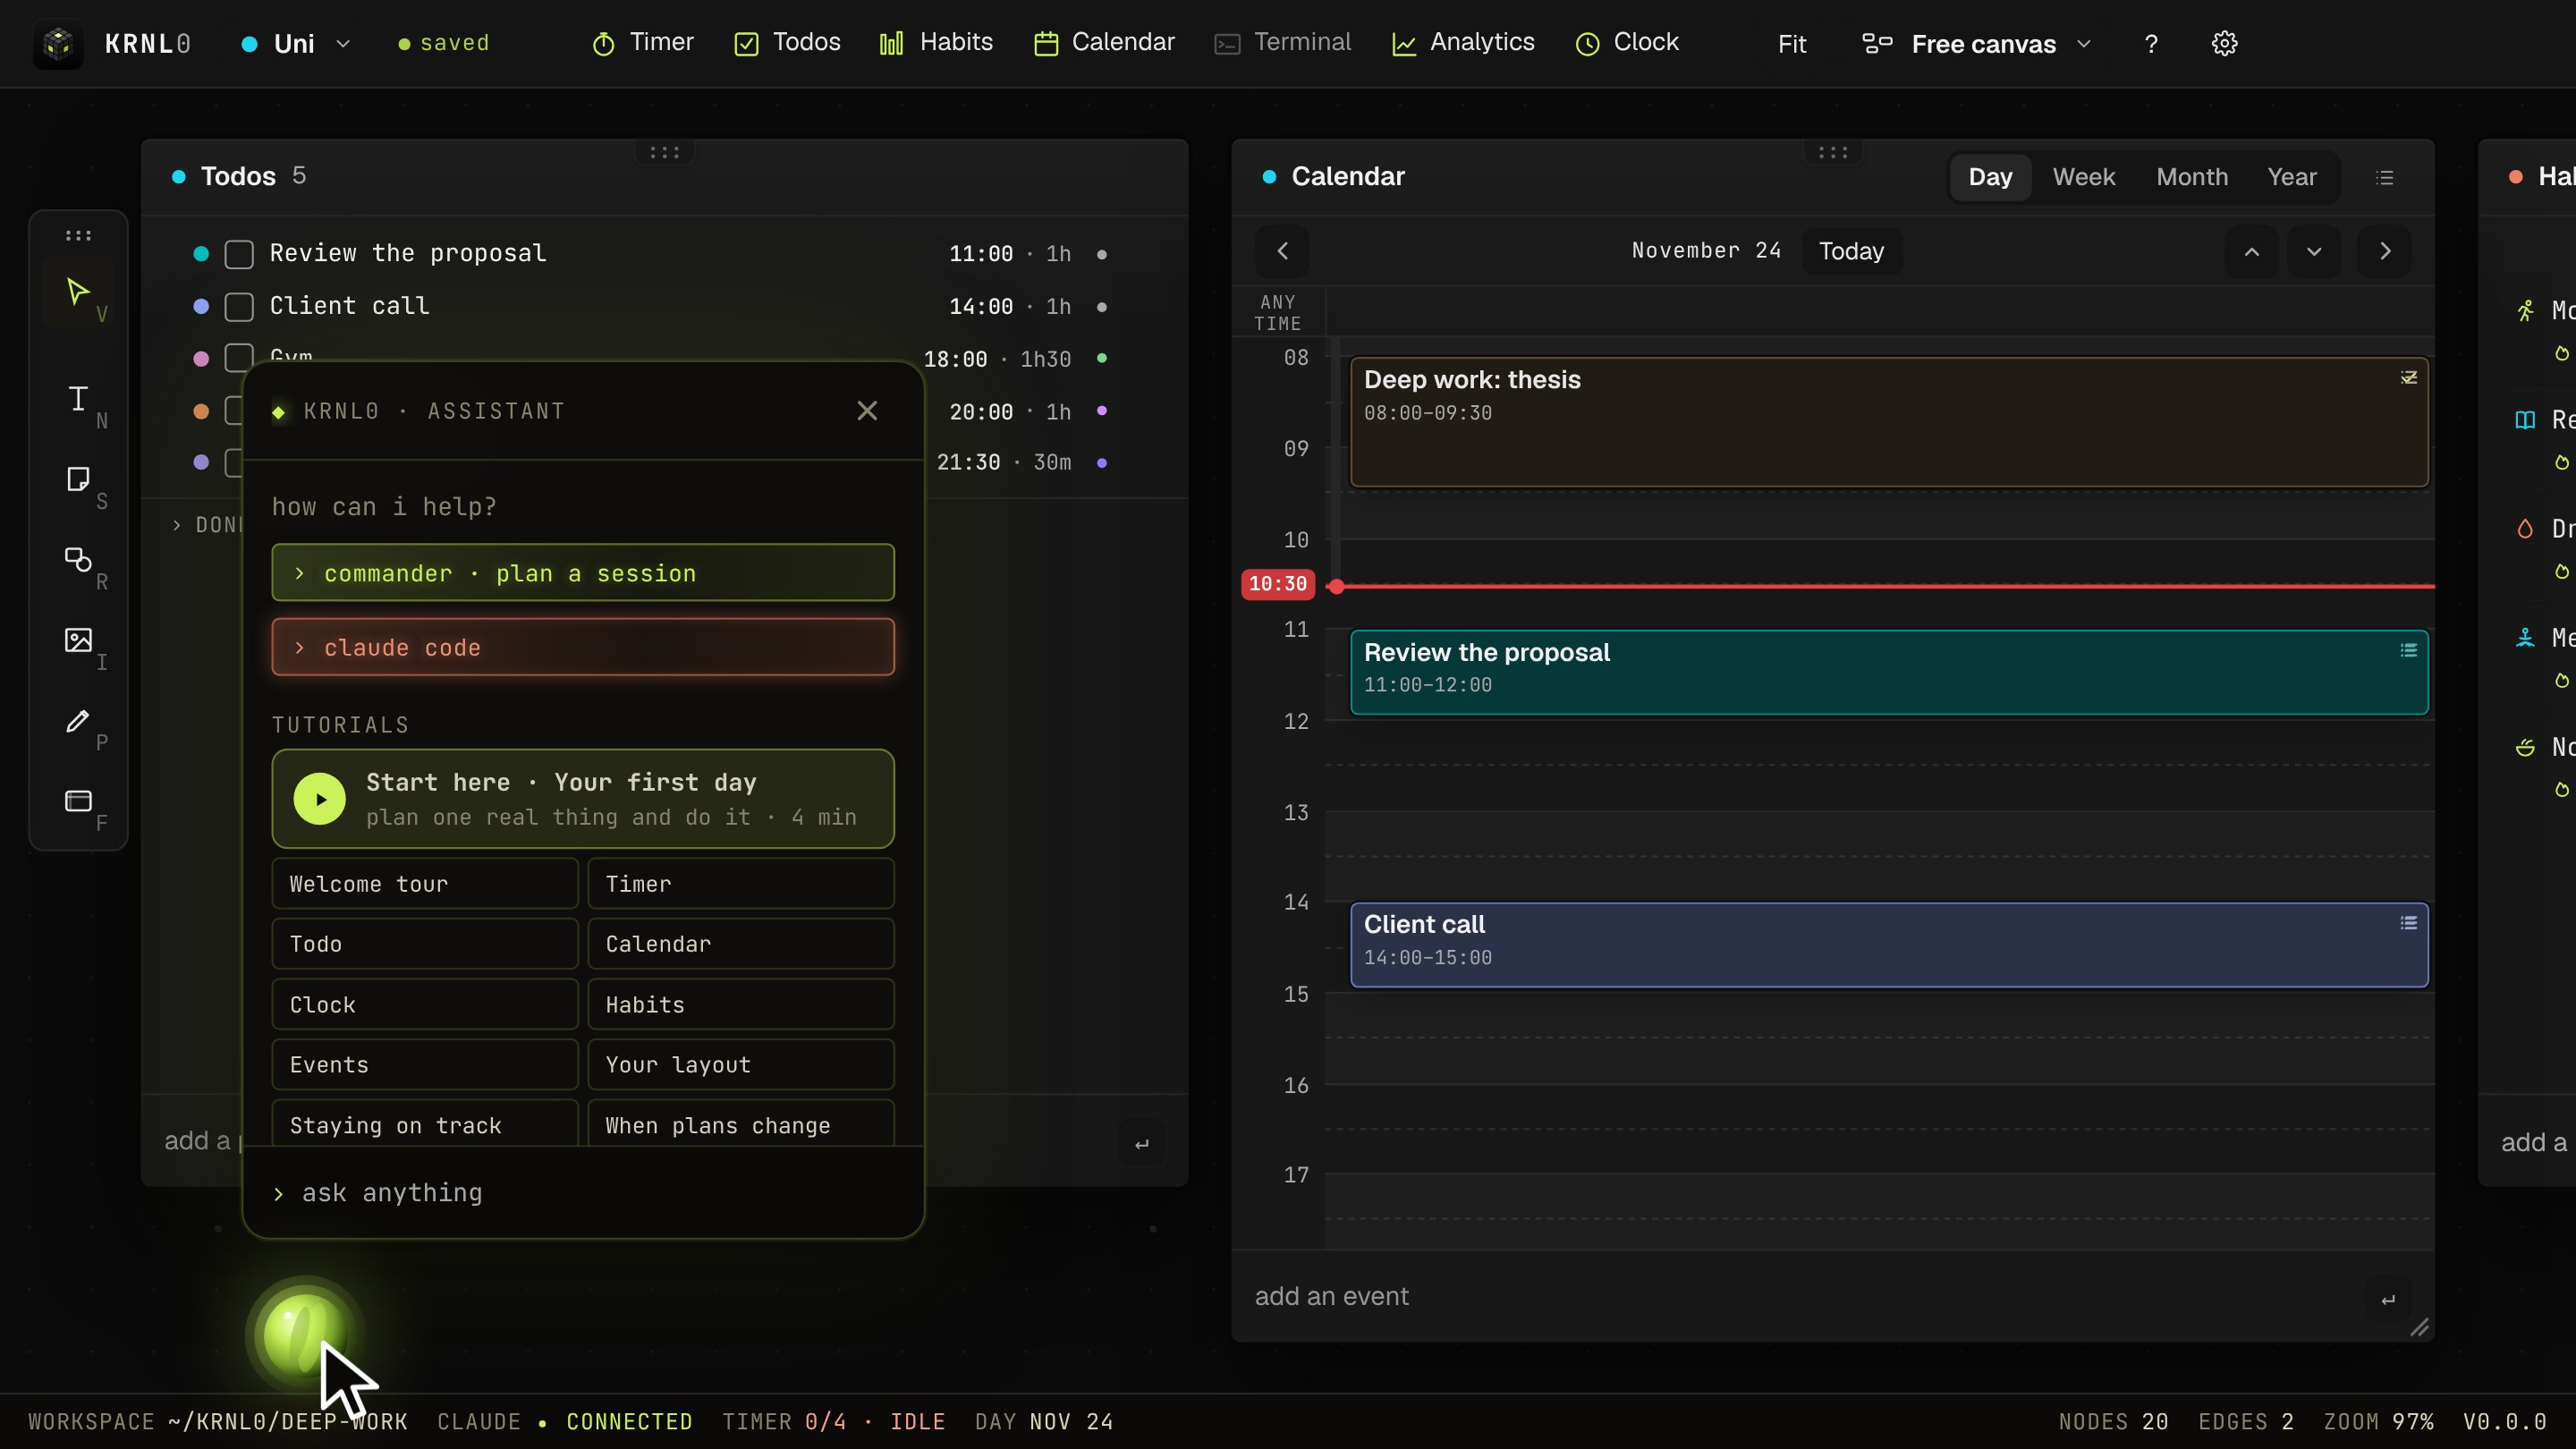 KRNL0 Uni saved Timer Todos Habits Calendar Terminal Analytics Clock Fit Free canvas ?
Todos 5
Review the proposal 11:00 · 1h
Client call 14:00 · 1h
Gym 18:00 · 1h30
20:00 · 1h
21:30 · 30m
V
N
S
R
I
P
F
KRNL0 · ASSISTANT
how can i help?
commander · plan a session
claude code
TUTORIALS
Start here · Your first day
plan one real thing and do it · 4 min
Welcome tour Timer
Todo Calendar
Clock Habits
Events Your layout
Staying on track When plans change
add a
> ask anything
Calendar Day Week Month Year
November 24 Today
ANY
TIME
08
Deep work: thesis
08:00–09:30
09
10
10:30
11
Review the proposal
11:00–12:00
12
13
14
Client call
14:00–15:00
15
16
17
add an event
add a
WORKSPACE ~/KRNL0/DEEP-WORK CLAUDE • CONNECTED TIMER 0/4 · IDLE DAY NOV 24 NODES 20 EDGES 2 ZOOM 97% V0.0.0